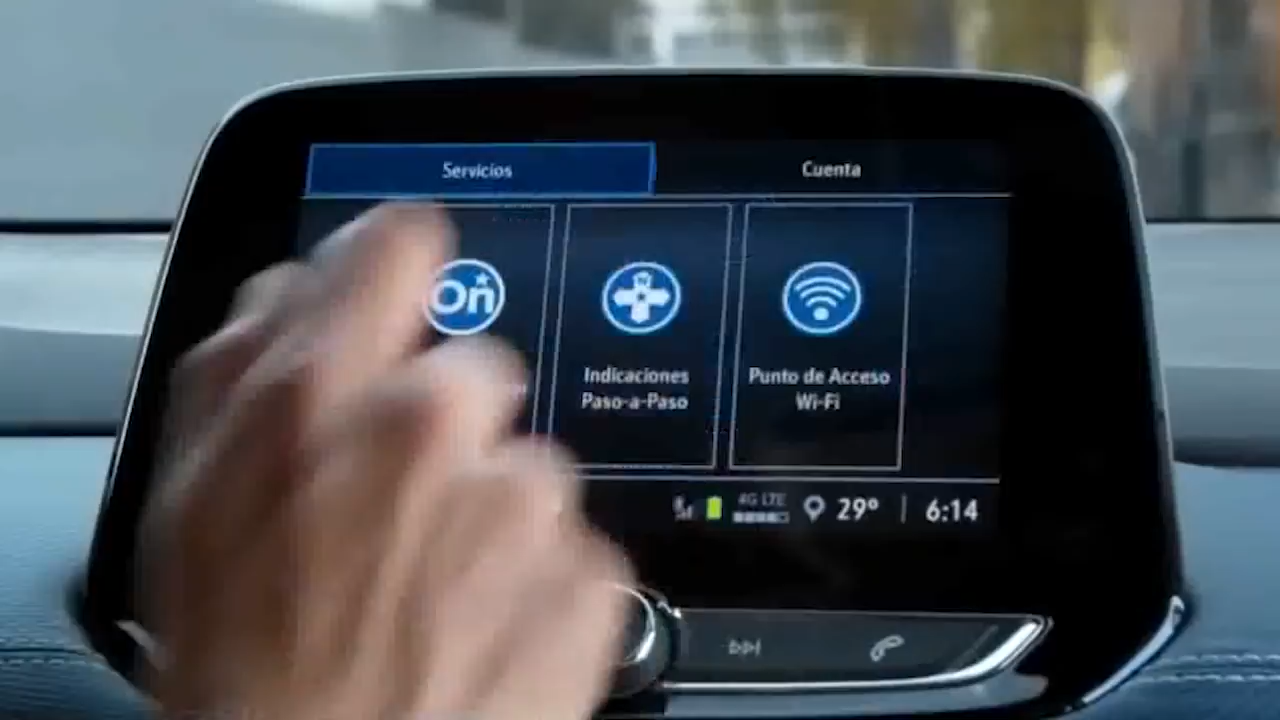 Servicios
Cuenta
On
Indicaciones
Paso-a-Paso
Punto de Acceso
Wi-Fi
4G LTE
29°
6:14